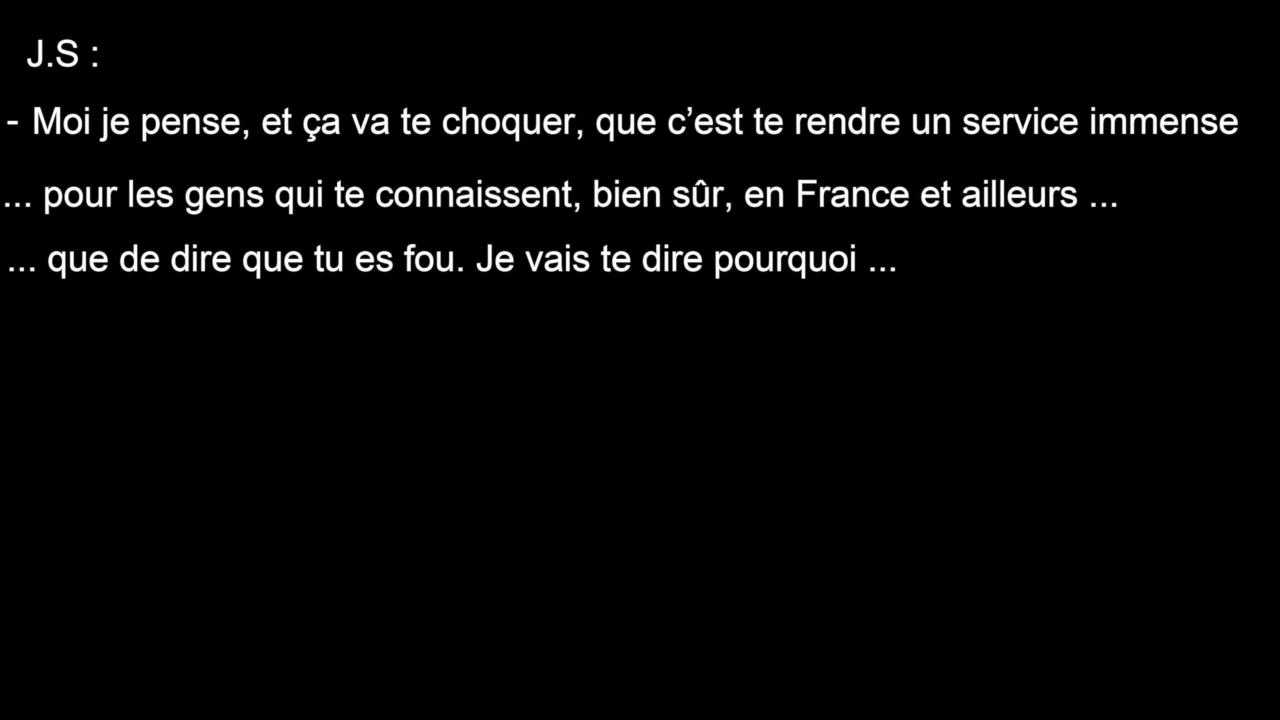 J.S :
- Moi je pense, et ça va te choquer, que c’est te rendre un service immense
... pour les gens qui te connaissent, bien sûr, en France et ailleurs ...
... que de dire que tu es fou. Je vais te dire pourquoi ...